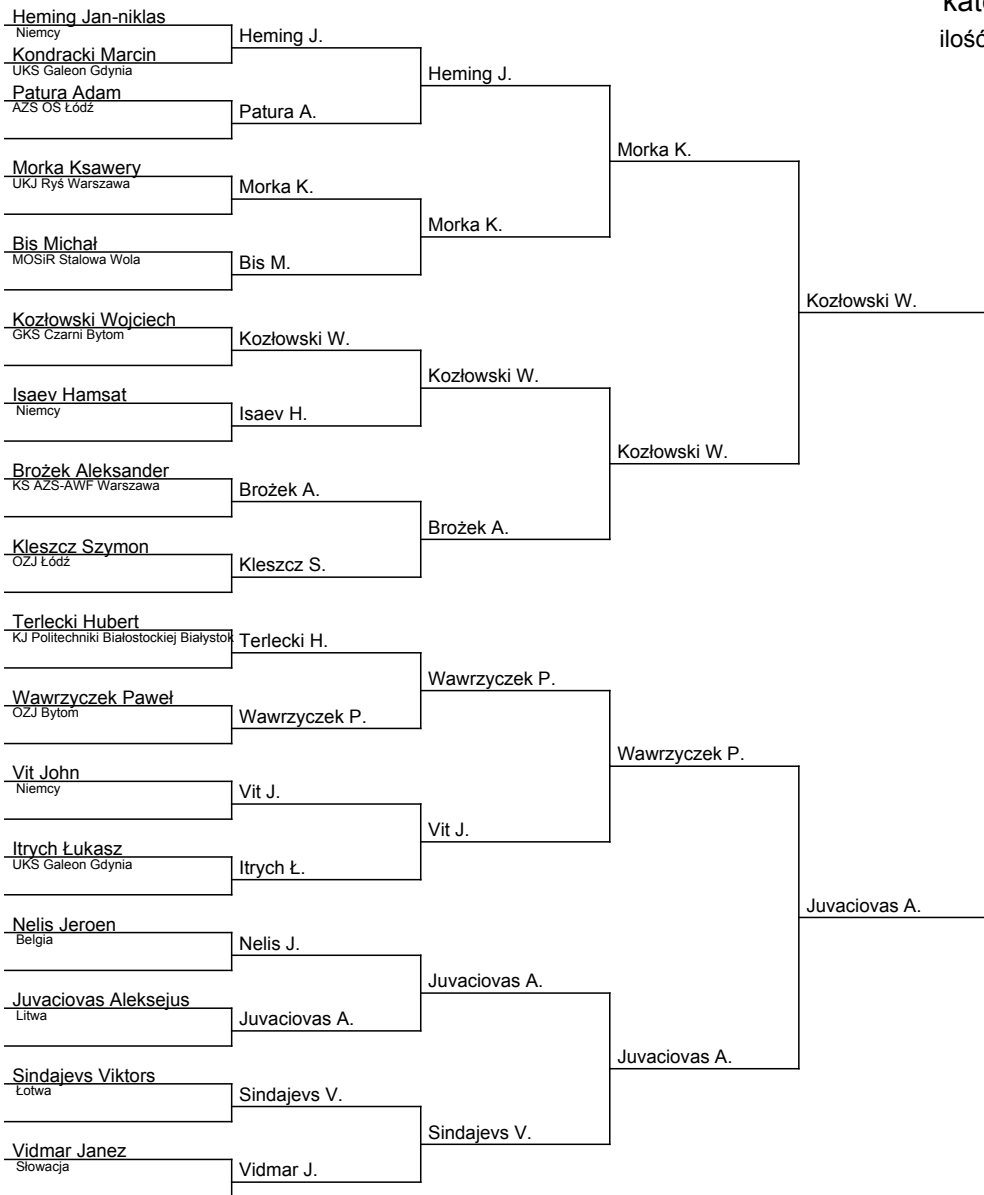 kat
ilość
Heming Jan-niklas
Niemcy
Kondracki Marcin
UKS Galeon Gdynia
Patura Adam
AZS OŚ Łódź
Morka Ksawery
UKJ Ryś Warszawa
Bis Michał
MOSiR Stalowa Wola
Kozłowski Wojciech
GKS Czarni Bytom
Isaev Hamsat
Niemcy
Brożek Aleksander
KS AZS-AWF Warszawa
Kleszcz Szymon
OZJ Łódź
Terlecki Hubert
KJ Politechniki Białostockiej Białystok
Wawrzyczek Paweł
OZJ Bytom
Vit John
Niemcy
Itrych Łukasz
UKS Galeon Gdynia
Nelis Jeroen
Belgia
Juvaciovas Aleksejus
Litwa
Sindajevs Viktors
Łotwa
Vidmar Janez
Słowacja
Heming J.
Patura A.
Morka K.
Bis M.
Kozłowski W.
Isaev H.
Brożek A.
Kleszcz S.
Terlecki H.
Wawrzyczek P.
Vit J.
Itrych Ł.
Nelis J.
Juvaciovas A.
Sindajevs V.
Vidmar J.
Heming J.
Morka K.
Kozłowski W.
Brożek A.
Wawrzyczek P.
Vit J.
Juvaciovas A.
Sindajevs V.
Morka K.
Kozłowski W.
Wawrzyczek P.
Juvaciovas A.
Kozłowski W.
Juvaciovas A.